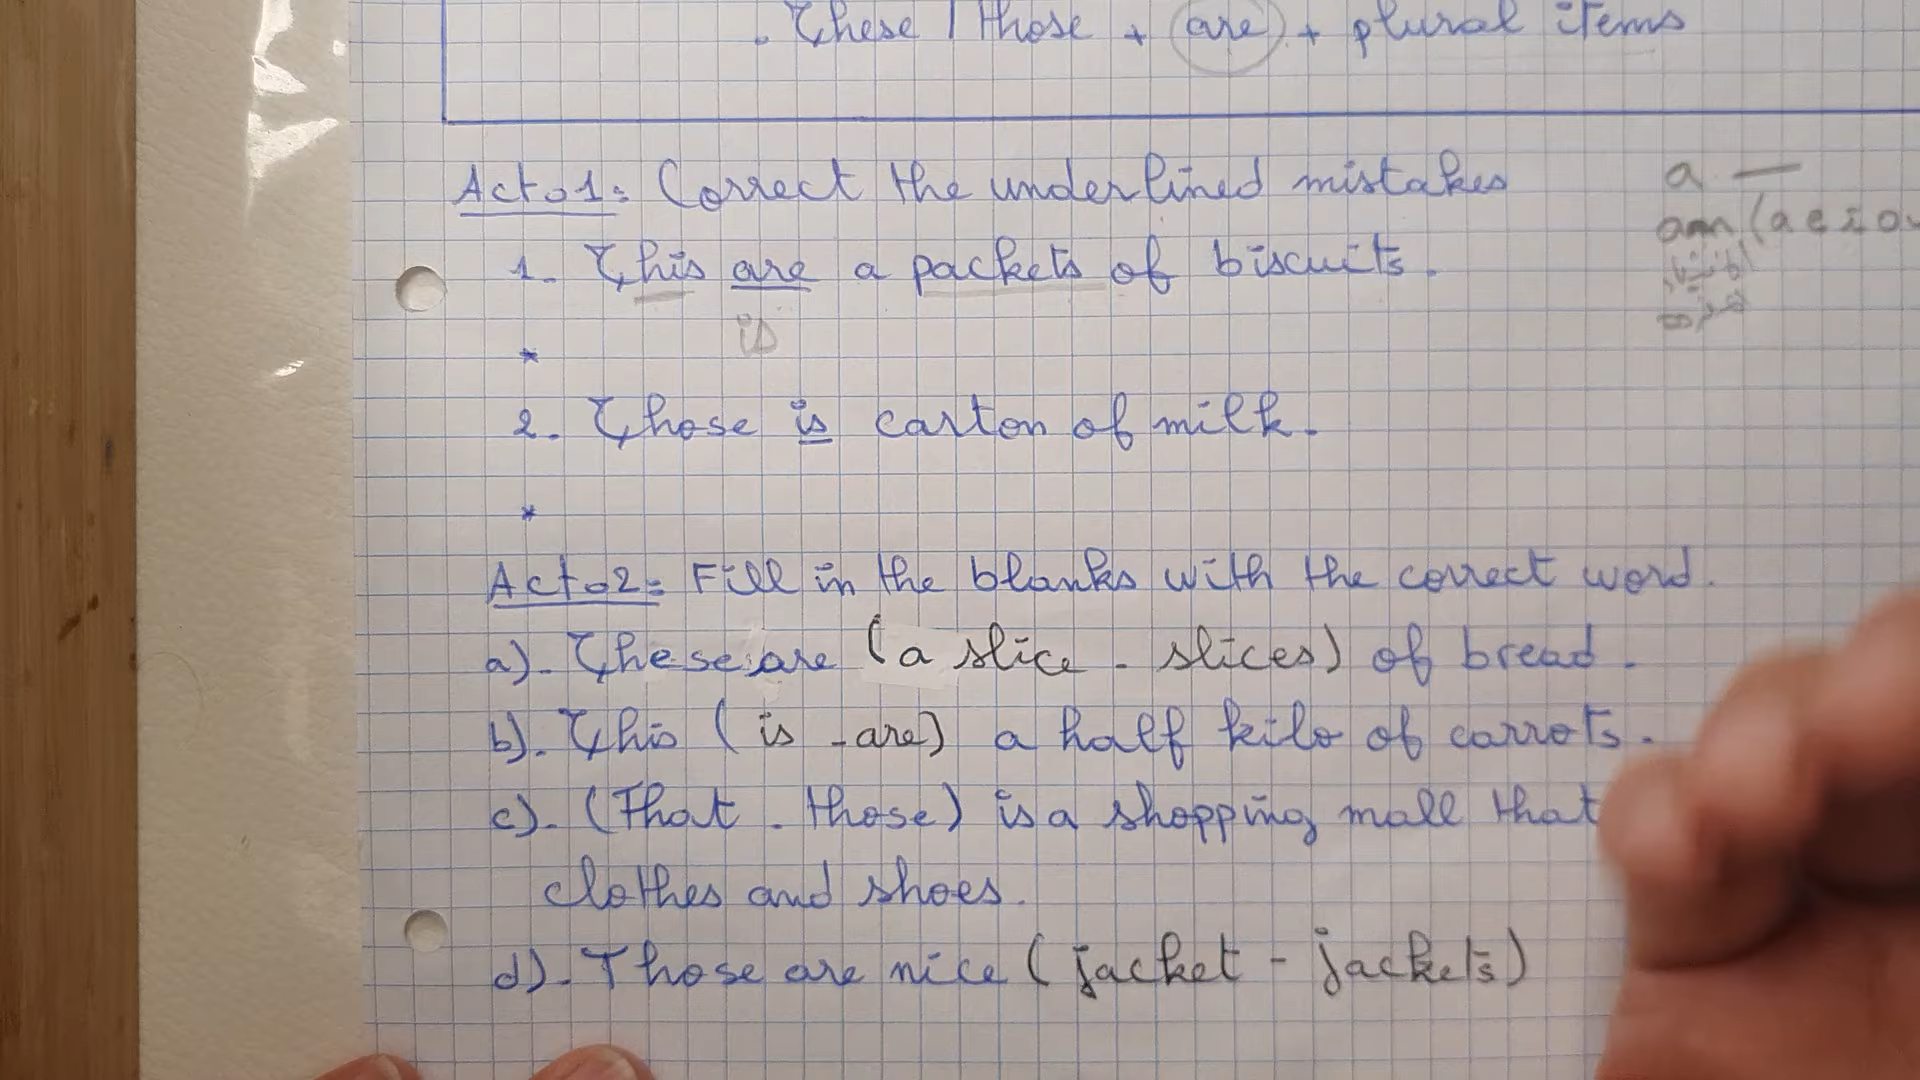 . These / those + are + plural items
Act 1: Correct the underlined mistakes
a —
an (a e i o
1. This are a packets of biscuits.
is
*
2. Those is carton of milk.
*
Act 2: Fill in the blanks with the correct word.
a). These are (a slice - slices) of bread.
b). This (is - are) a half kilo of carrots.
c). (That - those) is a shopping mall that
clothes and shoes.
d). Those are nice (jacket - jackets)